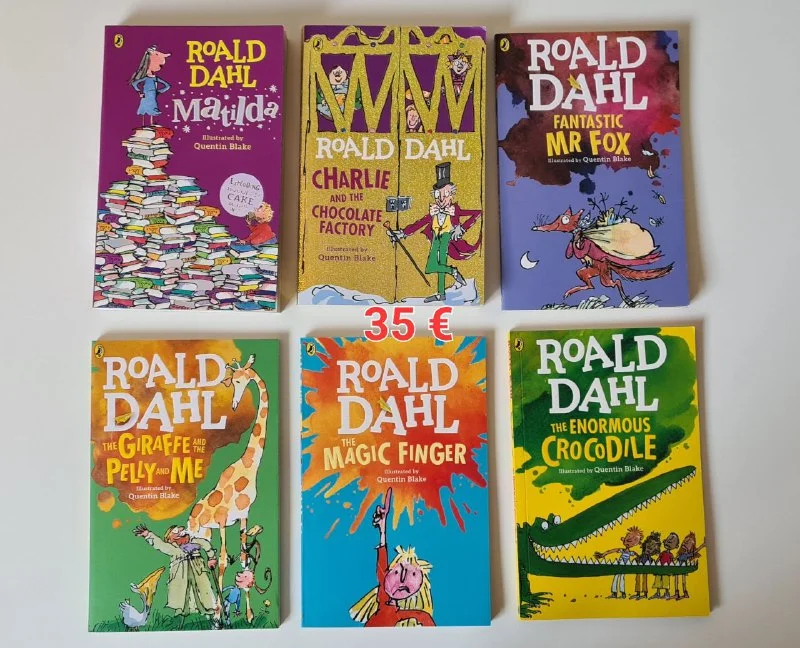 ROALD
DAHL
Matilda
Illustrated by
Quentin Blake
CAKE
W W
ROALD DAHL
CHARLIE
AND THE
CHOCOLATE
FACTORY
Illustrated by
Quentin Blake
ROALD
DAHL
FANTASTIC
MR FOX
Illustrated by Quentin Blake
35 €
ROALD
DAHL
THE GIRAFFE AND THE
PELLY AND ME
Illustrated by
Quentin Blake
ROALD
DAHL
THE
MAGIC FINGER
Illustrated by
Quentin Blake
ROALD
DAHL
THE ENORMOUS
CROCODILE
Illustrated by Quentin Blake